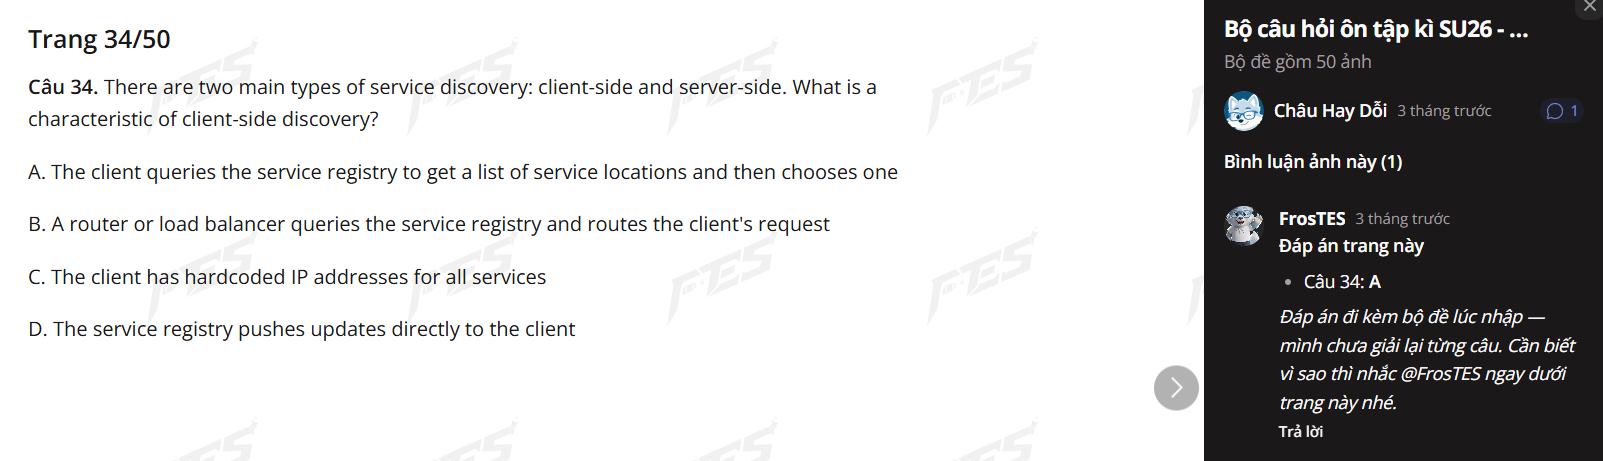 Trang 34/50
Câu 34. There are two main types of service discovery: client-side and server-side. What is a
characteristic of client-side discovery?
A. The client queries the service registry to get a list of service locations and then chooses one
B. A router or load balancer queries the service registry and routes the client's request
C. The client has hardcoded IP addresses for all services
D. The service registry pushes updates directly to the client
Bộ câu hỏi ôn tập kì SU26 - ...
Bộ đề gồm 50 ảnh
Châu Hay Dỗi 3 tháng trước 1
Bình luận ảnh này (1)
FrosTES 3 tháng trước
Đáp án trang này
• Câu 34: A
Đáp án đi kèm bộ đề lúc nhập —
mình chưa giải lại từng câu. Cần biết
vì sao thì nhắc @FrosTES ngay dưới
trang này nhé.
Trả lời